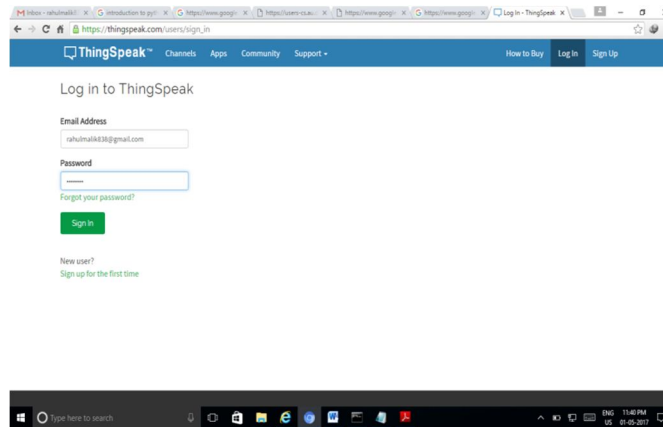 Inbox - rahulmalik8
introduction to pyt
https://www.googl
https://users-cs.au
https://www.googl
https://www.googl
Log In - ThingSpeak
https://thingspeak.com/users/sign_in
ThingSpeak™ Channels Apps Community Support How to Buy Log In Sign Up
Log in to ThingSpeak
Email Address
rahulmalik838@gmail.com
Password
Forgot your password?
Sign In
New user?
Sign up for the first time
Type here to search
ENG 11:40 PM
US 01-05-2017